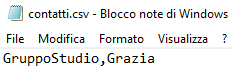 contatti.csv - Blocco note di Windows
File Modifica Formato Visualizza ?
GruppoStudio,Grazia